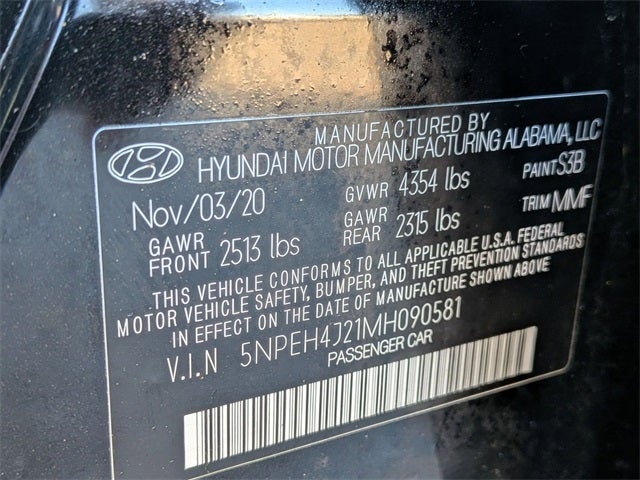 MANUFACTURED BY
HYUNDAI MOTOR MANUFACTURING ALABAMA, LLC
Nov/03/20 GVWR 4354 lbs PAINT S3B
GAWR FRONT 2513 lbs GAWR REAR 2315 lbs TRIM MMF
THIS VEHICLE CONFORMS TO ALL APPLICABLE U.S.A. FEDERAL
MOTOR VEHICLE SAFETY, BUMPER, AND THEFT PREVENTION STANDARDS
IN EFFECT ON THE DATE OF MANUFACTURE SHOWN ABOVE
V.I.N 5NPEH4J21MH090581
PASSENGER CAR